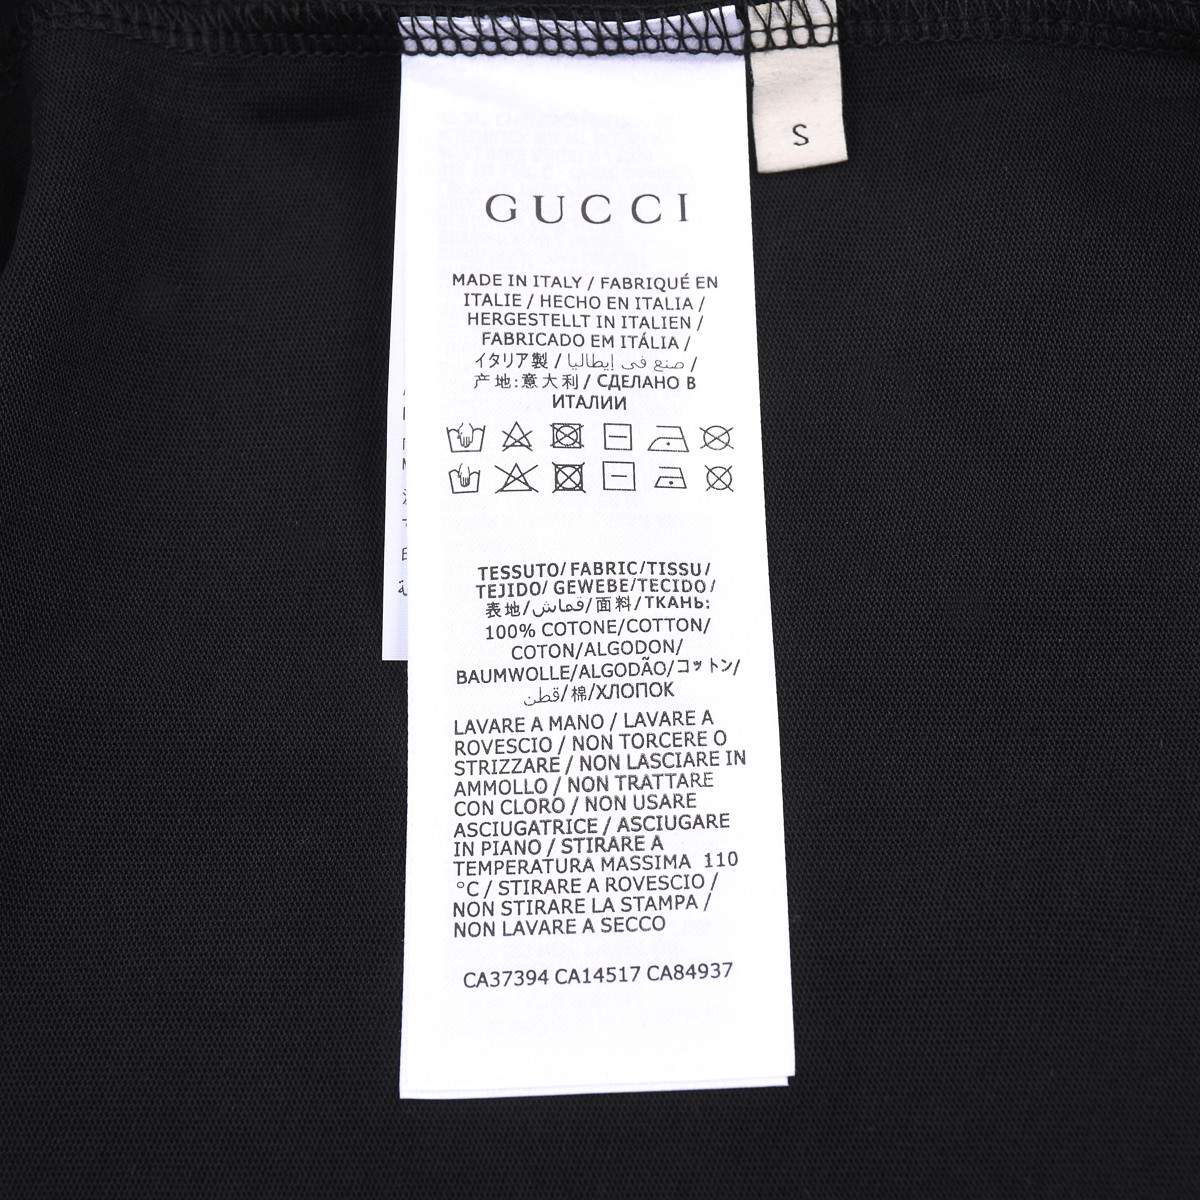 S
GUCCI
MADE IN ITALY / FABRIQUÉ EN
ITALIE / HECHO EN ITALIA /
HERGESTELLT IN ITALIEN /
FABRICADO EM ITÁLIA /
イタリア製 / صنع في إيطاليا /
产地:意大利 / СДЕЛАНО В
ИТАЛИИ
TESSUTO/FABRIC/TISSU/
TEJIDO/ GEWEBE/TECIDO/
表地/قماش/面料/ТКАНЬ:
100% COTONE/COTTON/
COTON/ALGODON/
BAUMWOLLE/ALGODÃO/コットン/
قطن/棉/ХЛОПОК
LAVARE A MANO / LAVARE A
ROVESCIO / NON TORCERE O
STRIZZARE / NON LASCIARE IN
AMMOLLO / NON TRATTARE
CON CLORO / NON USARE
ASCIUGATRICE / ASCIUGARE
IN PIANO / STIRARE A
TEMPERATURA MASSIMA 110
°C / STIRARE A ROVESCIO /
NON STIRARE LA STAMPA /
NON LAVARE A SECCO
CA37394 CA14517 CA84937